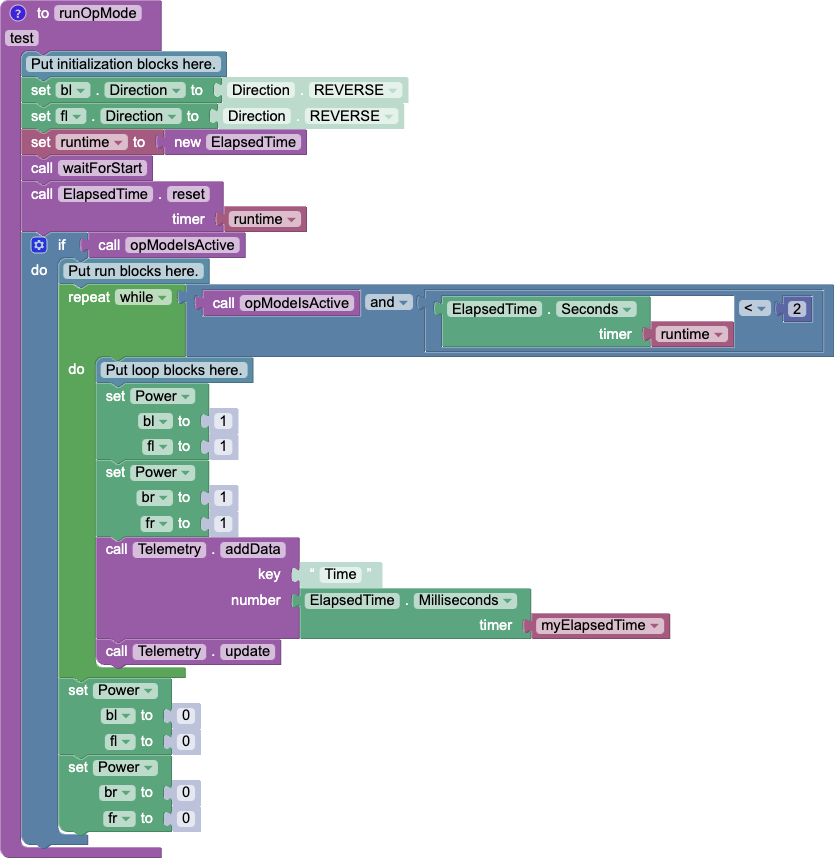 ? to runOpMode
test
Put initialization blocks here.
set bl . Direction to Direction . REVERSE
set fl . Direction to Direction . REVERSE
set runtime to new ElapsedTime
call waitForStart
call ElapsedTime . reset
timer runtime
if call opModeIsActive
do Put run blocks here.
repeat while call opModeIsActive and ElapsedTime . Seconds < 2
timer runtime
do Put loop blocks here.
set Power
bl to 1
fl to 1
set Power
br to 1
fr to 1
call Telemetry . addData
key “ Time ”
number ElapsedTime . Milliseconds
timer myElapsedTime
call Telemetry . update
set Power
bl to 0
fl to 0
set Power
br to 0
fr to 0